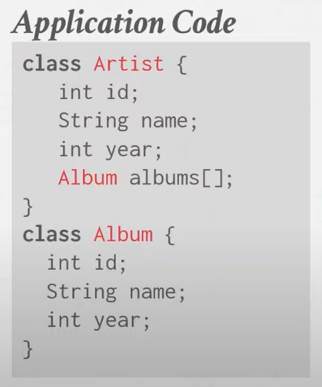 Application Code
class Artist {
int id;
String name;
int year;
Album albums[];
}
class Album {
int id;
String name;
int year;
}